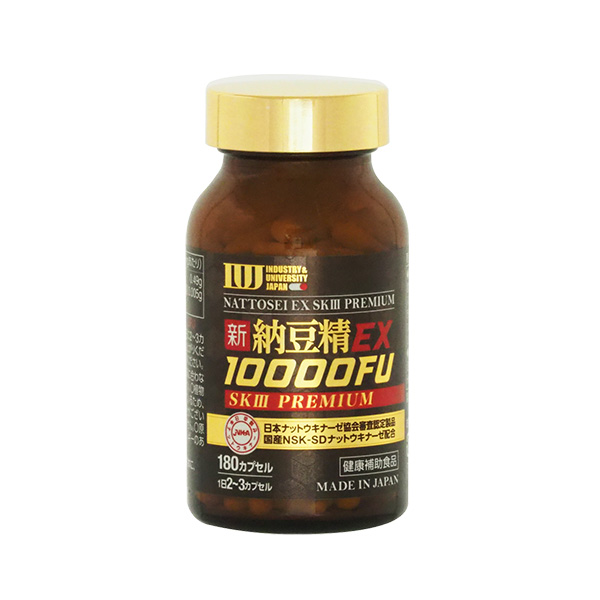 IUJ
INDUSTRY&
UNIVERSITY
JAPAN
NATTOSEI EX SKIII PREMIUM
新 納豆精EX
10000FU
SKIII PREMIUM
JNKA
日本ナットウキナーゼ協会審査認定製品
国産NSK-SDナットウキナーゼ配合
180カプセル
1日2~3カプセル
健康補助食品
MADE IN JAPAN